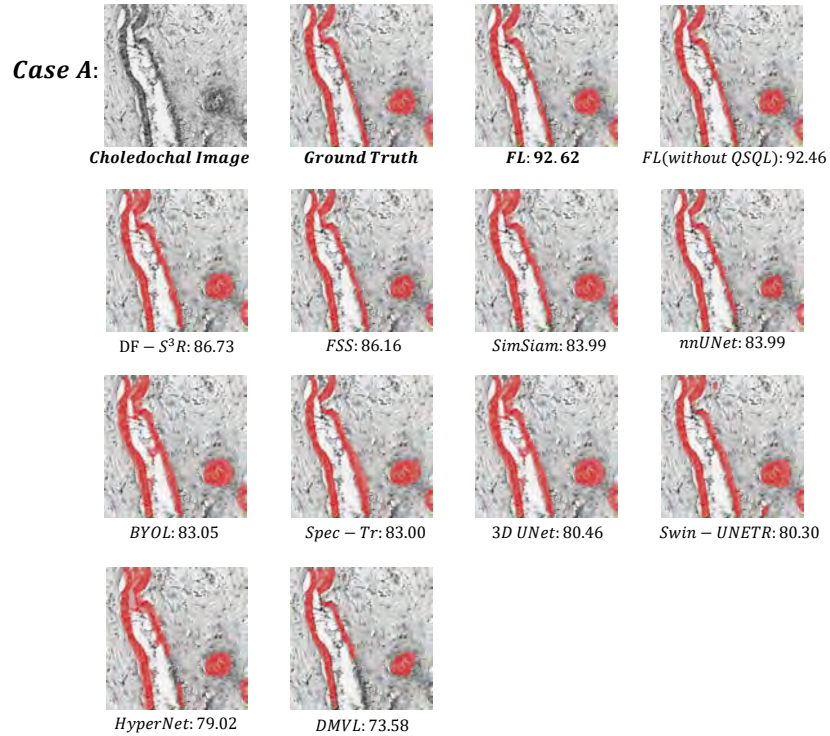 Case A:
Choledochal Image
Ground Truth
FL: 92.62
FL(without QSQL): 92.46
DF − S³R: 86.73
FSS: 86.16
SimSiam: 83.99
nnUNet: 83.99
BYOL: 83.05
Spec − Tr: 83.00
3D UNet: 80.46
Swin − UNETR: 80.30
HyperNet: 79.02
DMVL: 73.58